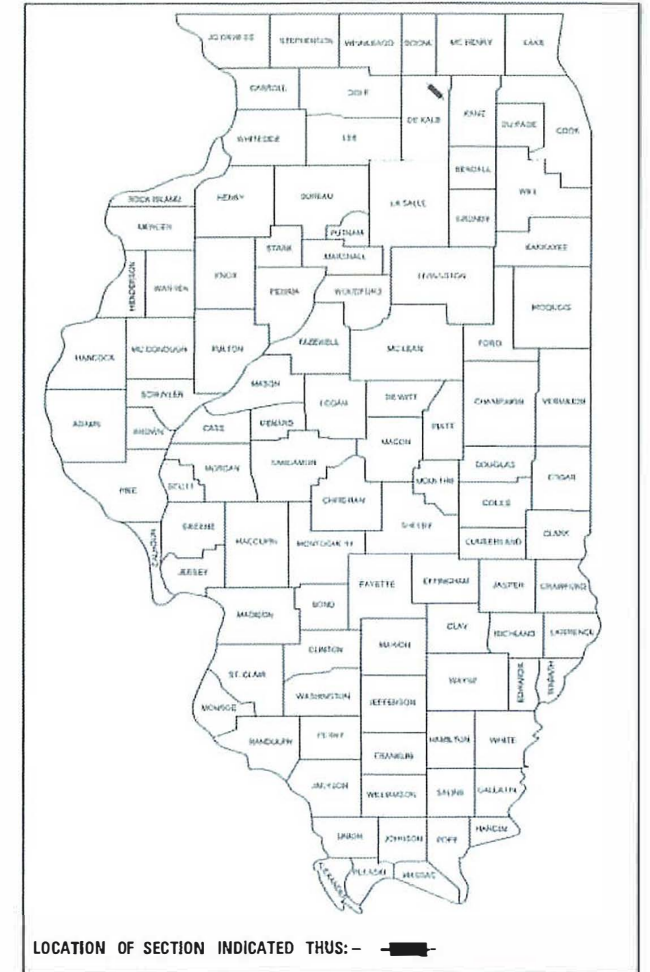 JO DAVIESS STEPHENSON WINNEBAGO BOONE MC HENRY LAKE
CARROLL OGLE DE KALB KANE DU PAGE COOK
WHITESIDE LEE
KENDALL
ROCK ISLAND HENRY BUREAU LA SALLE GRUNDY WILL
MERCER PUTNAM
STARK MARSHALL KANKAKEE
HENDERSON WARREN KNOX PEORIA WOODFORD LIVINGSTON
IROQUOIS
HANCOCK MC DONOUGH FULTON TAZEWELL MC LEAN FORD
MASON
SCHUYLER LOGAN DE WITT CHAMPAIGN VERMILION
ADAMS BROWN CASS MENARD MACON PIATT
PIKE SCOTT MORGAN SANGAMON DOUGLAS EDGAR
MOULTRIE
CHRISTIAN COLES
CALHOUN GREENE MACOUPIN MONTGOMERY SHELBY CUMBERLAND CLARK
JERSEY
FAYETTE EFFINGHAM JASPER CRAWFORD
MADISON BOND
CLAY RICHLAND LAWRENCE
CLINTON MARION
ST. CLAIR WAYNE EDWARDS WABASH
WASHINGTON JEFFERSON
MONROE
RANDOLPH PERRY HAMILTON WHITE
FRANKLIN
JACKSON WILLIAMSON SALINE GALLATIN
UNION JOHNSON POPE HARDIN
ALEXANDER PULASKI MASSAC
LOCATION OF SECTION INDICATED THUS: –